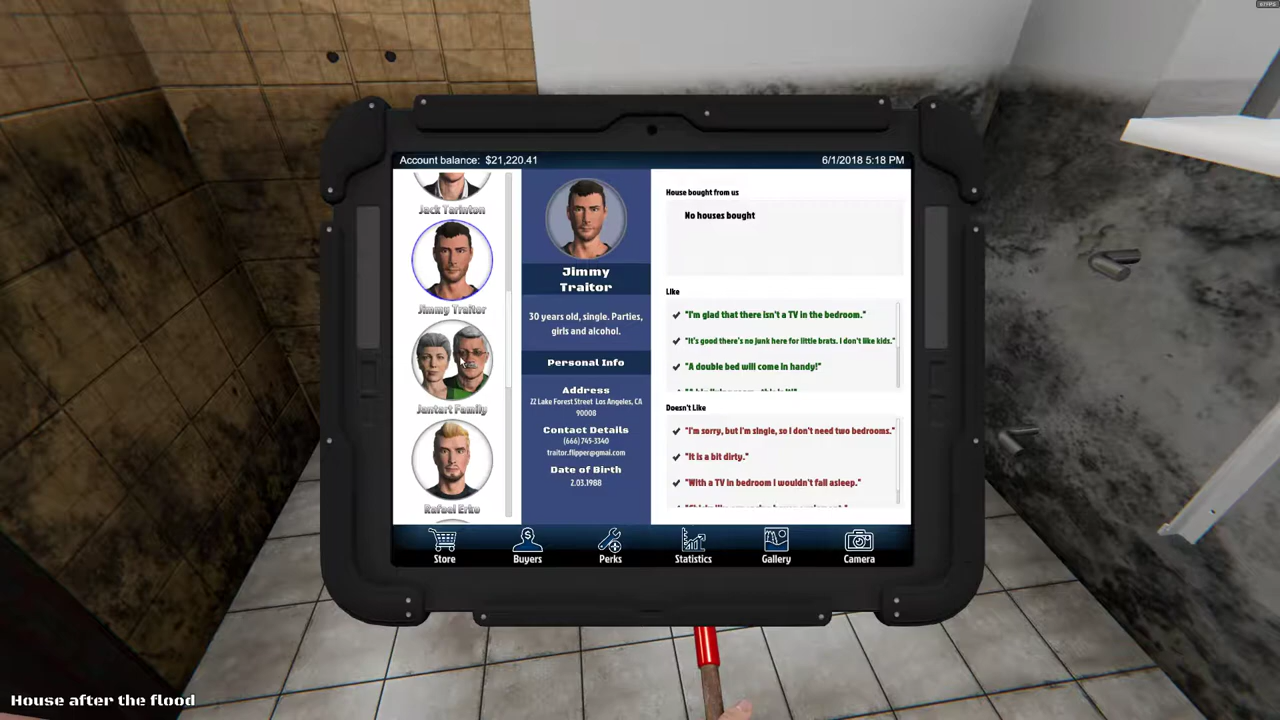 67FPS
Account balance: $21,220.41
6/1/2018 5:18 PM
Jack Tarinton
Jimmy Traitor
Jantart Family
Rafael Erko
Jimmy
Traitor
30 years old, single. Parties,
girls and alcohol.
Personal Info
Address
22 Lake Forest Street Los Angeles, CA
90008
Contact Details
(666) 745-3340
traitor.flipper@gmai.com
Date of Birth
2.03.1988
House bought from us
No houses bought
Like
"I'm glad that there isn't a TV in the bedroom."
"It's good there's no junk here for little brats. I don't like kids."
"A double bed will come in handy!"
Doesn't Like
"I'm sorry, but I'm single, so I don't need two bedrooms."
"It is a bit dirty."
"With a TV in bedroom I wouldn't fall asleep."
Store
Buyers
Perks
Statistics
Gallery
Camera
House after the flood